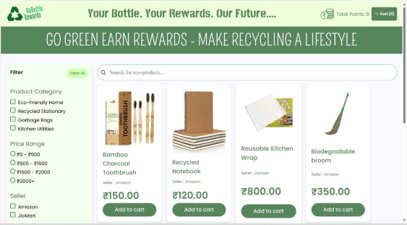 ReBottle
Rewards
Your Bottle. Your Rewards. Our Future....
Total Points: 0
Cart (0)
GO GREEN EARN REWARDS - MAKE RECYCLING A LIFESTYLE
Filter
Clear All
Search for eco-products...
Product Category
Eco-Friendly Home
Recycled Stationary
Garbage Bags
Kitchen Utilities
Price Range
₹0 - ₹500
₹500 - ₹1500
₹1500 - ₹2000
₹2000+
Seller
Amazon
JioMart
BAMBOO
TOOTHBRUSH
Bamboo
Charcoal
Toothbrush
Seller : Amazon
₹150.00
Add to cart
Recycled
Notebook
Seller : Amazon
₹120.00
Add to cart
Reusable Kitchen
Wrap
Seller : JioMart
₹800.00
Add to cart
Biodegradable
broom
Seller : Amazon
₹350.00
Add to cart